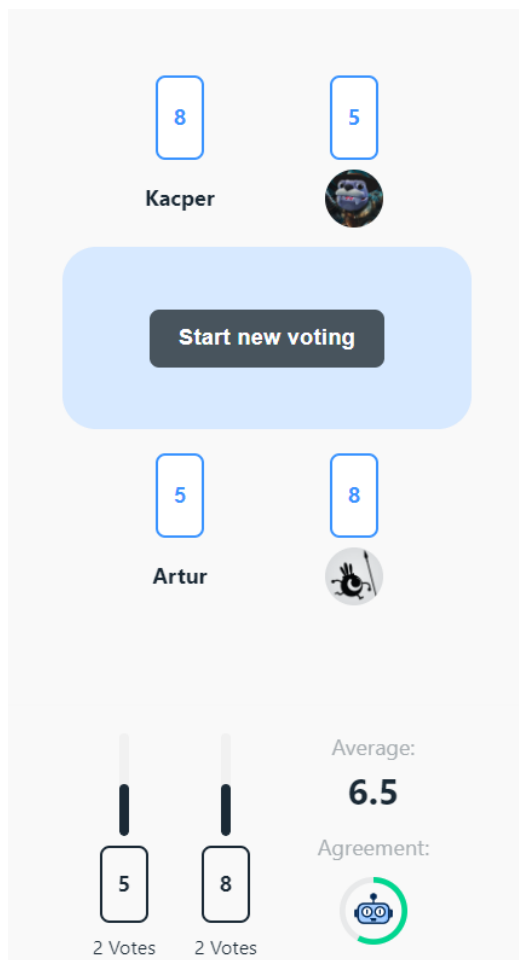 8 5
Kacper
Start new voting
5 8
Artur
Average:
6.5
Agreement:
5 8
2 Votes 2 Votes